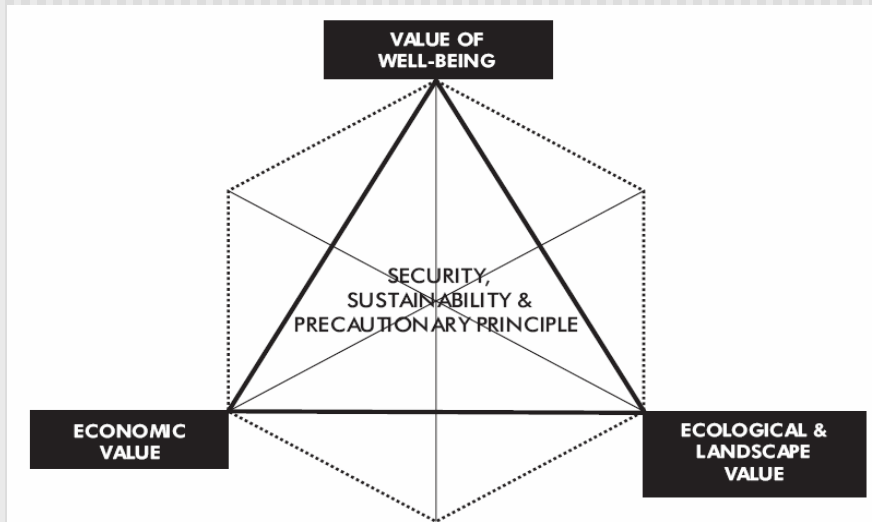 VALUE OF
WELL-BEING
SECURITY,
SUSTAINABILITY &
PRECAUTIONARY PRINCIPLE
ECONOMIC
VALUE
ECOLOGICAL &
LANDSCAPE
VALUE